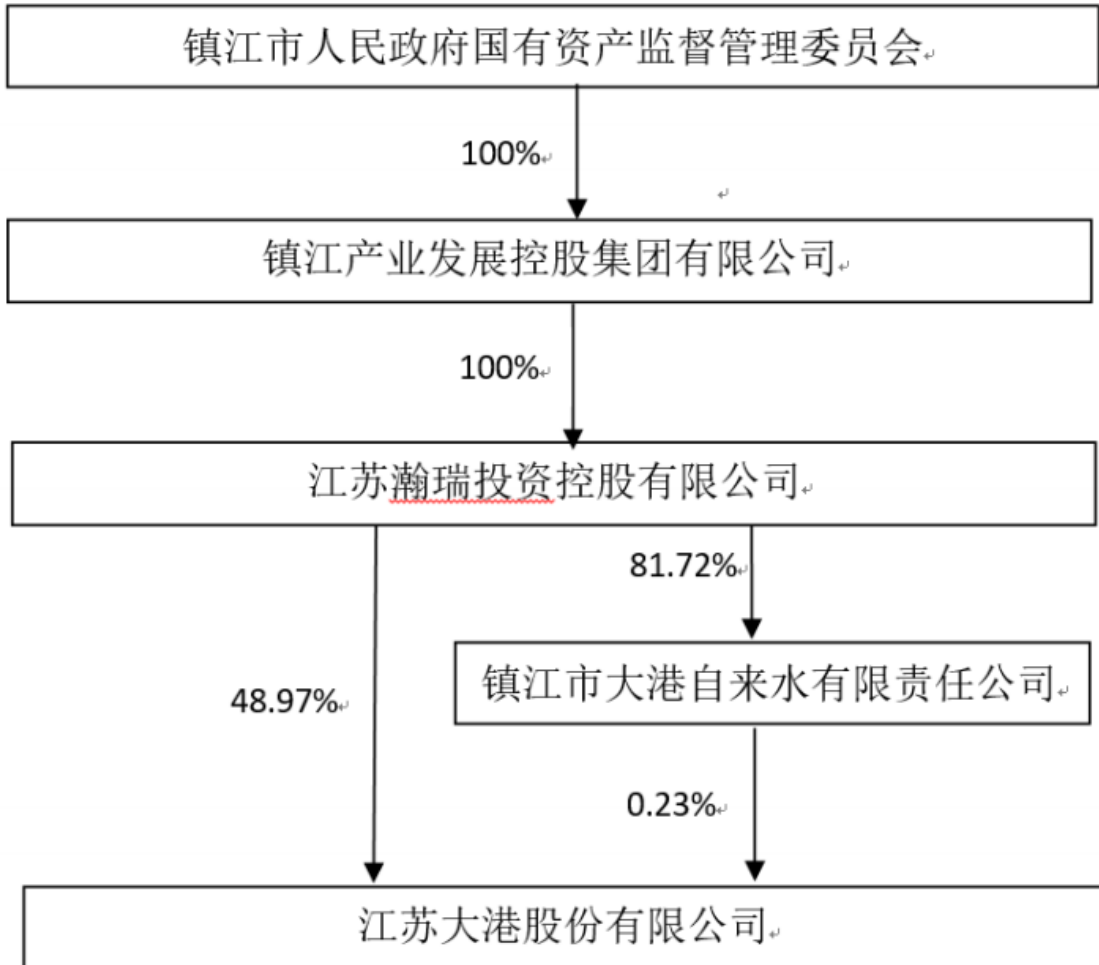 镇江市人民政府国有资产监督管理委员会
100%
镇江产业发展控股集团有限公司
100%
江苏瀚瑞投资控股有限公司
81.72%
镇江市大港自来水有限责任公司
48.97%
0.23%
江苏大港股份有限公司